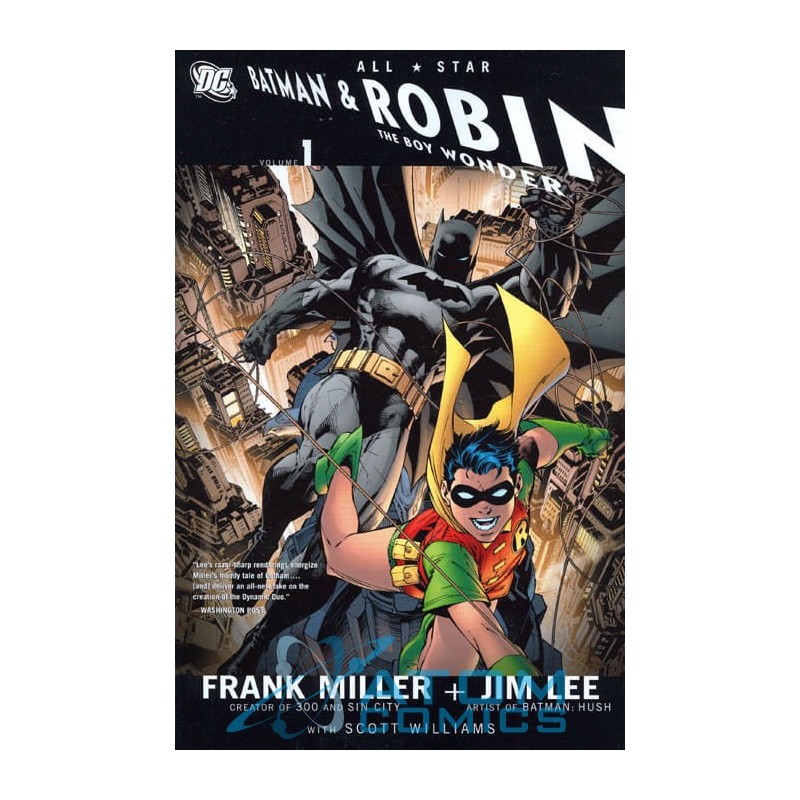 ALL ★ STAR
DC
TM
BATMAN & ROBIN
THE BOY WONDER
VOLUME 1
R
"Lee's razor-sharp renderings energize
Miller's moody tale of Gotham....
[and] deliver an all-new take on the
creation of the Dynamic Duo."
— WASHINGTON POST
FRANK MILLER + JIM LEE
CREATOR OF 300 AND SIN CITY ARTIST OF BATMAN: HUSH
WITH SCOTT WILLIAMS
ATOM
COMICS